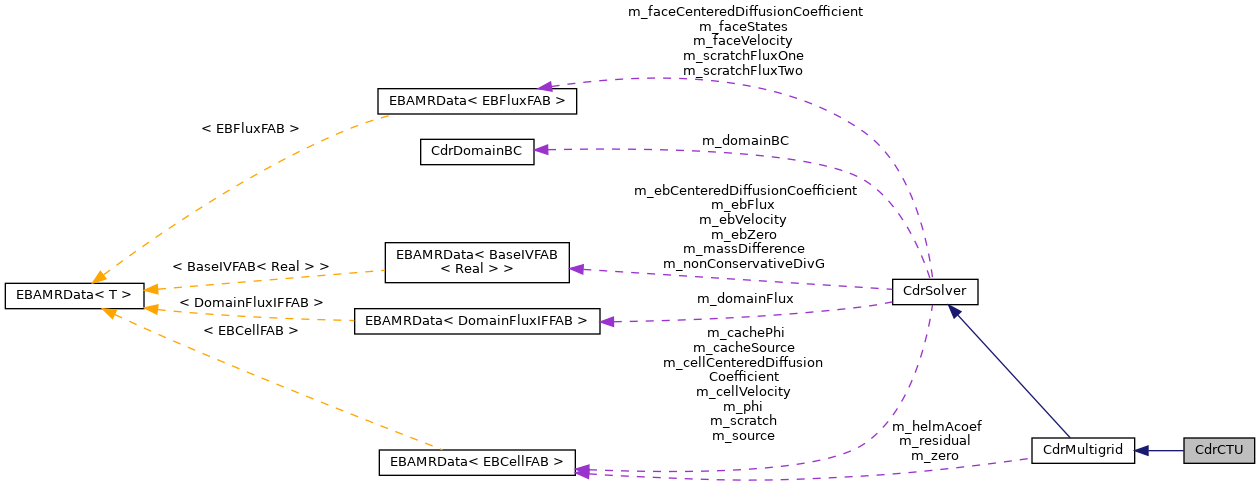 m_faceCenteredDiffusionCoefficient
m_faceStates
m_faceVelocity
m_scratchFluxOne
m_scratchFluxTwo
EBAMRData< EBFluxFAB >
< EBFluxFAB >
m_domainBC
CdrDomainBC
m_ebCenteredDiffusionCoefficient
m_ebFlux
m_ebVelocity
m_ebZero
m_massDifference
m_nonConservativeDivG
EBAMRData< BaseIVFAB
< Real > >
< BaseIVFAB< Real > >
EBAMRData< T >
CdrSolver
m_domainFlux
< DomainFluxIFFAB >
EBAMRData< DomainFluxIFFAB >
< EBCellFAB >
m_cachePhi
m_cacheSource
m_cellCenteredDiffusion
Coefficient
m_cellVelocity
m_phi
m_scratch
m_source
m_helmAcoef
m_residual
m_zero
EBAMRData< EBCellFAB >
CdrMultigrid
CdrCTU